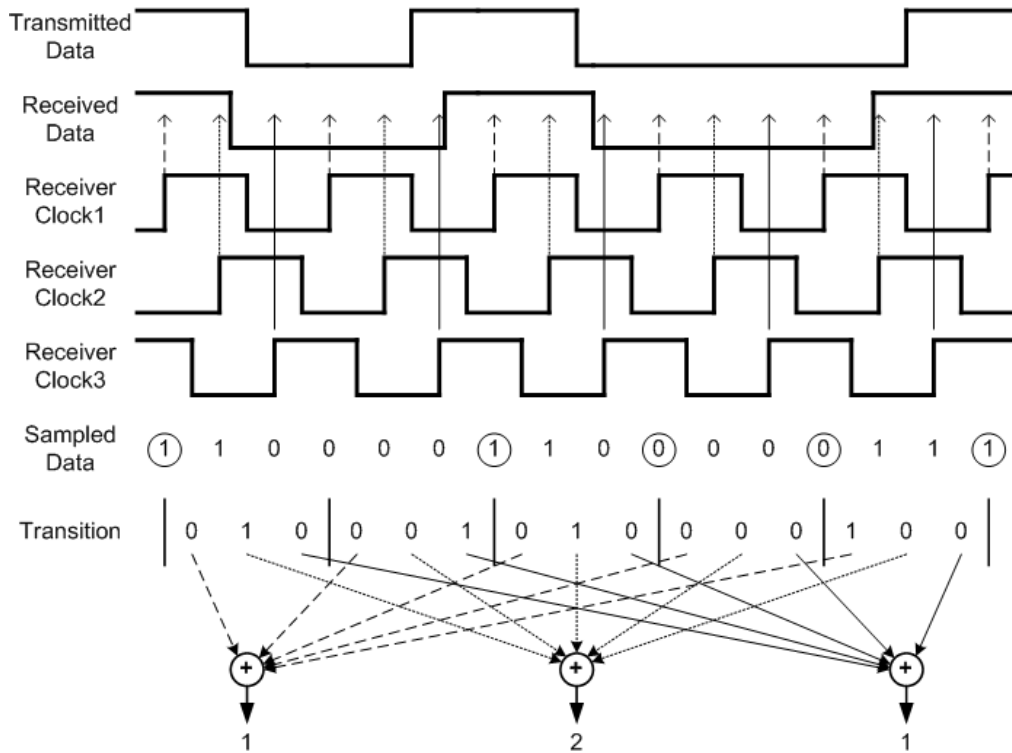 Transmitted
Data
Received
Data
Receiver
Clock1
Receiver
Clock2
Receiver
Clock3
Sampled
Data
1 1 0 0 0 0 1 1 0 0 0 0 0 1 1 1
Transition
0 1 0 0 0 1 0 1 0 0 0 0 1 0 0
+ + +
1 2 1